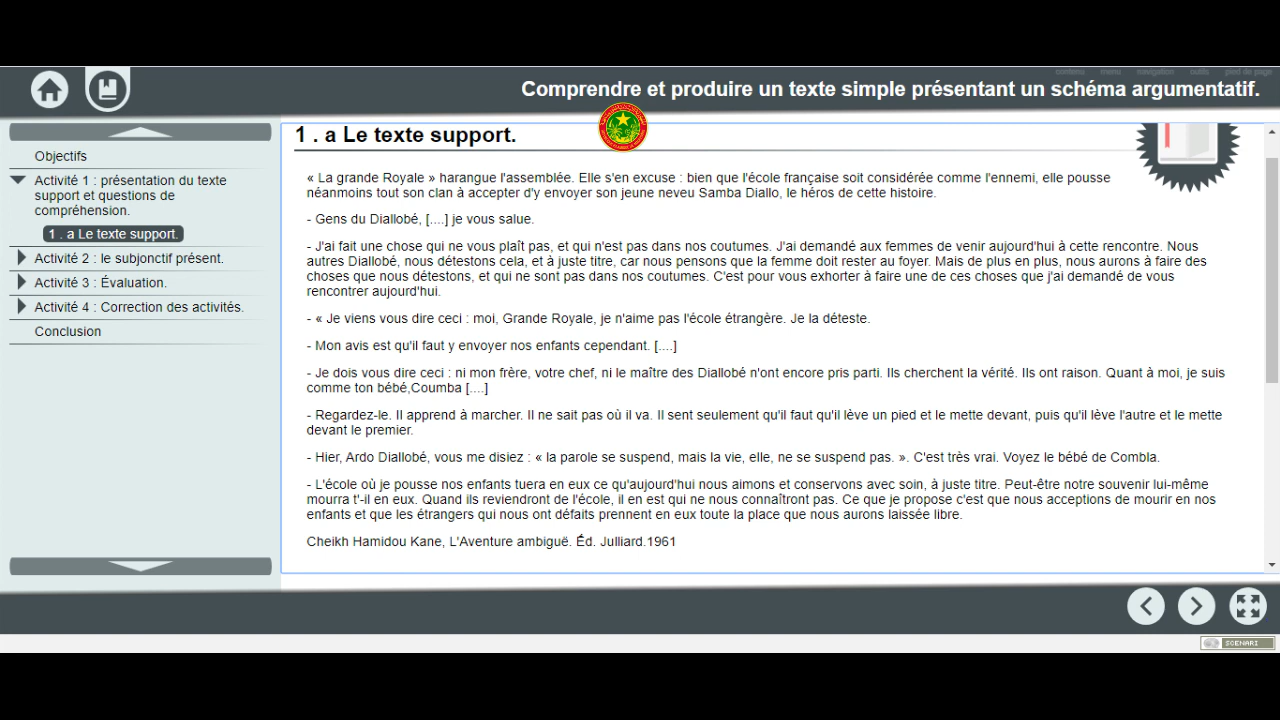 Comprendre et produire un texte simple présentant un schéma argumentatif.
Objectifs
Activité 1 : présentation du texte
support et questions de
compréhension.
1 . a Le texte support.
Activité 2 : le subjonctif présent.
Activité 3 : Évaluation.
Activité 4 : Correction des activités.
Conclusion
1 . a Le texte support.
« La grande Royale » harangue l'assemblée. Elle s'en excuse : bien que l'école française soit considérée comme l'ennemi, elle pousse
néanmoins tout son clan à accepter d'y envoyer son jeune neveu Samba Diallo, le héros de cette histoire.
- Gens du Diallobé, [....] je vous salue.
- J'ai fait une chose qui ne vous plaît pas, et qui n'est pas dans nos coutumes. J'ai demandé aux femmes de venir aujourd'hui à cette rencontre. Nous
autres Diallobé, nous détestons cela, et à juste titre, car nous pensons que la femme doit rester au foyer. Mais de plus en plus, nous aurons à faire des
choses que nous détestons, et qui ne sont pas dans nos coutumes. C'est pour vous exhorter à faire une de ces choses que j'ai demandé de vous
rencontrer aujourd'hui.
- « Je viens vous dire ceci : moi, Grande Royale, je n'aime pas l'école étrangère. Je la déteste.
- Mon avis est qu'il faut y envoyer nos enfants cependant. [....]
- Je dois vous dire ceci : ni mon frère, votre chef, ni le maître des Diallobé n'ont encore pris parti. Ils cherchent la vérité. Ils ont raison. Quant à moi, je suis
comme ton bébé,Coumba [....]
- Regardez-le. Il apprend à marcher. Il ne sait pas où il va. Il sent seulement qu'il faut qu'il lève un pied et le mette devant, puis qu'il lève l'autre et le mette
devant le premier.
- Hier, Ardo Diallobé, vous me disiez : « la parole se suspend, mais la vie, elle, ne se suspend pas. ». C'est très vrai. Voyez le bébé de Combla.
- L'école où je pousse nos enfants tuera en eux ce qu'aujourd'hui nous aimons et conservons avec soin, à juste titre. Peut-être notre souvenir lui-même
mourra t'-il en eux. Quand ils reviendront de l'école, il en est qui ne nous connaîtront pas. Ce que je propose c'est que nous acceptions de mourir en nos
enfants et que les étrangers qui nous ont défaits prennent en eux toute la place que nous aurons laissée libre.
Cheikh Hamidou Kane, L'Aventure ambiguë. Éd. Julliard.1961
SCENARI